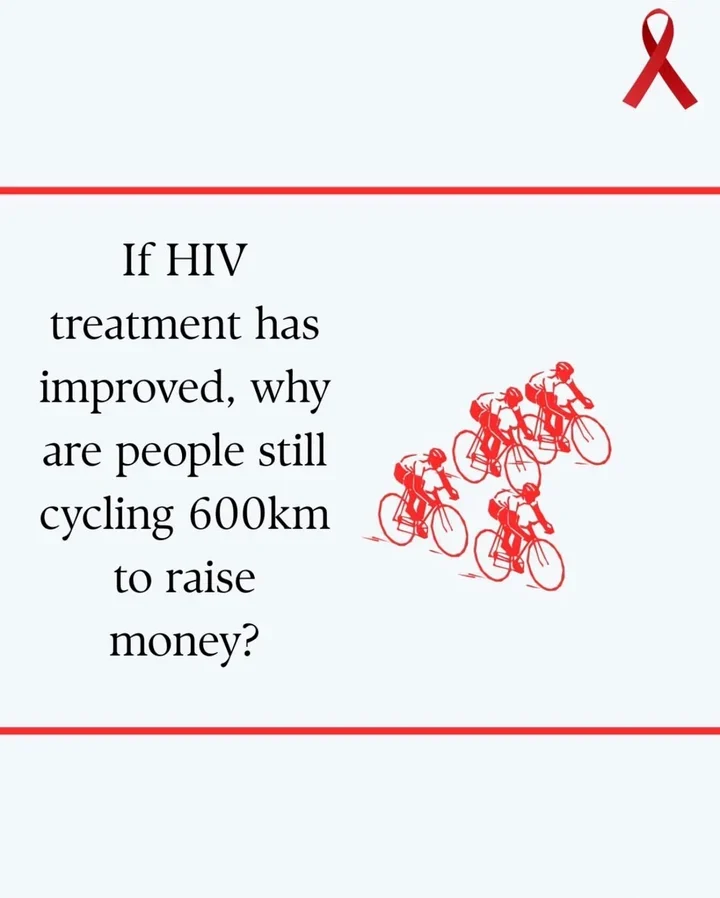 If HIV
treatment has
improved, why
are people still
cycling 600km
to raise
money?